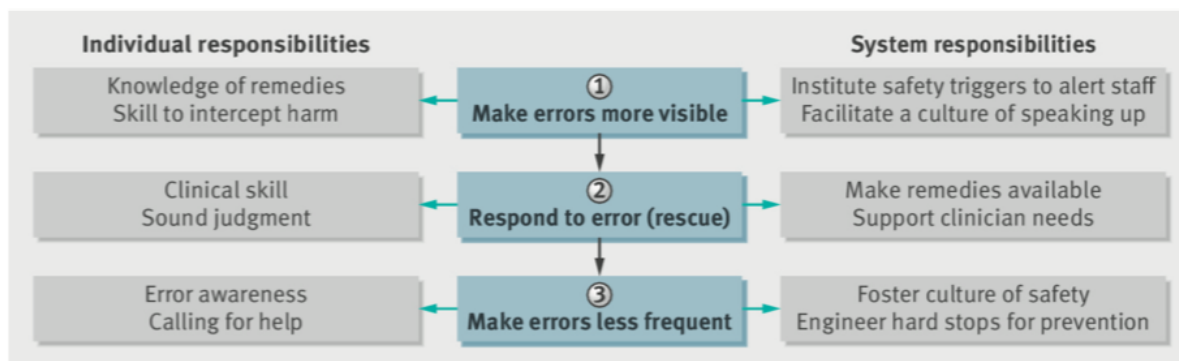 Individual responsibilities
System responsibilities
Knowledge of remedies
Skill to intercept harm
1
Make errors more visible
Institute safety triggers to alert staff
Facilitate a culture of speaking up
Clinical skill
Sound judgment
2
Respond to error (rescue)
Make remedies available
Support clinician needs
Error awareness
Calling for help
3
Make errors less frequent
Foster culture of safety
Engineer hard stops for prevention